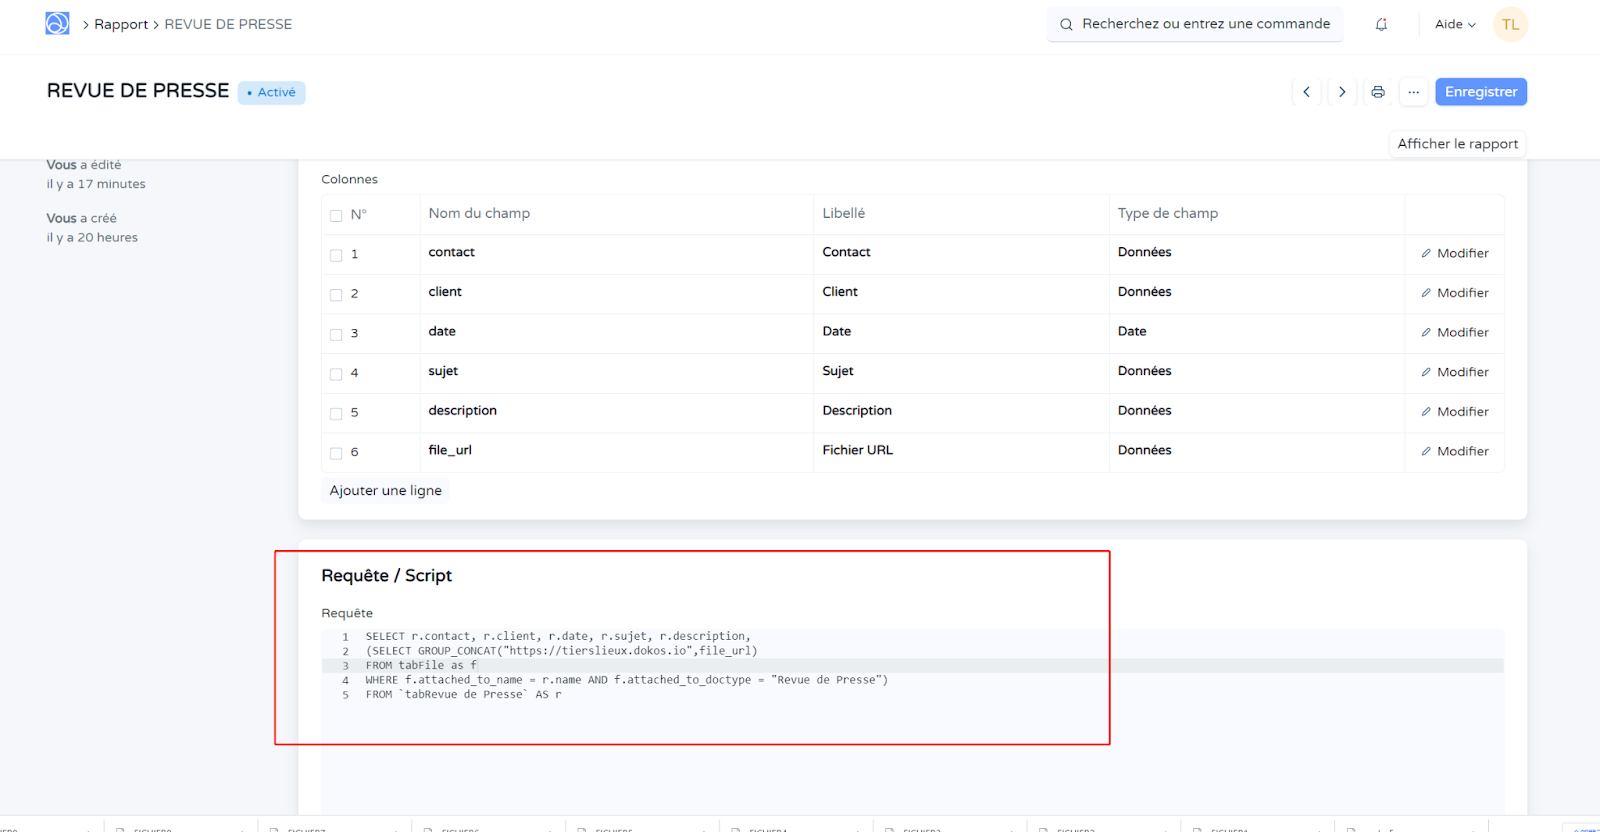 > Rapport > REVUE DE PRESSE
Recherchez ou entrez une commande
Aide
TL
REVUE DE PRESSE
• Activé
...
Enregistrer
Afficher le rapport
Vous a édité
il y a 17 minutes
Vous a créé
il y a 20 heures
Colonnes
N° Nom du champ Libellé Type de champ
1 contact Contact Données Modifier
2 client Client Données Modifier
3 date Date Date Modifier
4 sujet Sujet Données Modifier
5 description Description Données Modifier
6 file_url Fichier URL Données Modifier
Ajouter une ligne
Requête / Script
Requête
1 SELECT r.contact, r.client, r.date, r.sujet, r.description,
2 (SELECT GROUP_CONCAT("https://tierslieux.dokos.io",file_url)
3 FROM tabFile as f
4 WHERE f.attached_to_name = r.name AND f.attached_to_doctype = "Revue de Presse")
5 FROM `tabRevue de Presse` AS r